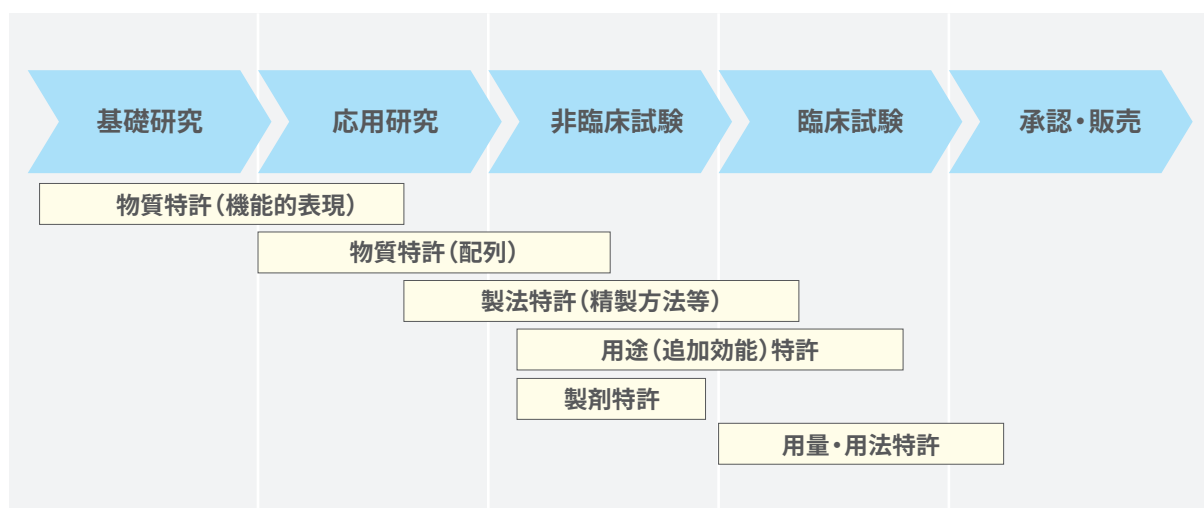 基礎研究
応用研究
非臨床試験
臨床試験
承認・販売
物質特許（機能的表現）
物質特許（配列）
製法特許（精製方法等）
用途（追加効能）特許
製剤特許
用量・用法特許